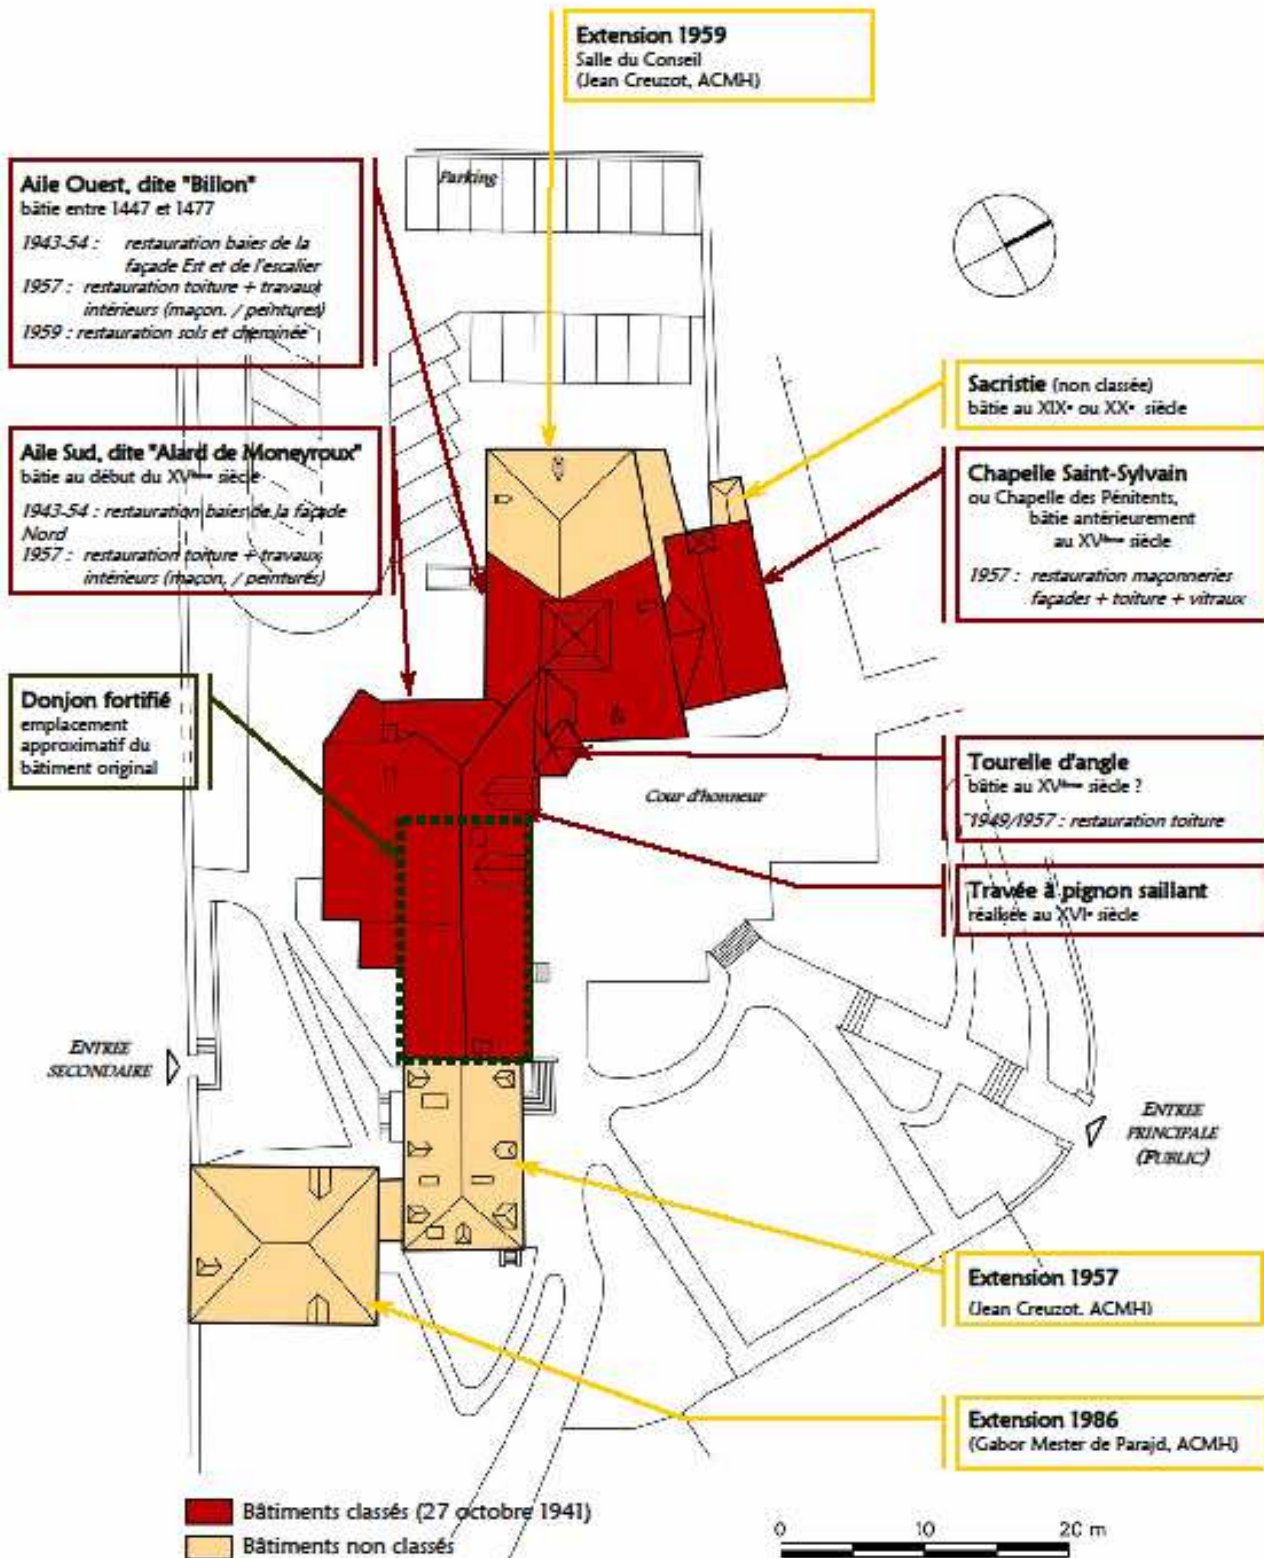 Extension 1959
Salle du Conseil
(Jean Creuzot, ACMH)
Parking
Aile Ouest, dite "Billon"
bâtie entre 1447 et 1477
1943-54 : restauration baies de la
façade Est et de l'escalier
1957 : restauration toiture + travaux
intérieurs (maçon. / peintures)
1959 : restauration sols et cheminée
Aile Sud, dite "Alard de Moneyroux"
bâtie au début du XVème siècle
1943-54 : restauration baies de la façade
Nord
1957 : restauration toiture + travaux
intérieurs (maçon. / peintures)
Donjon fortifié
emplacement
approximatif du
bâtiment original
Sacristie (non classée)
bâtie au XIXe ou XXe siècle
Chapelle Saint-Sylvain
ou Chapelle des Pénitents,
bâtie antérieurement
au XVème siècle
1957 : restauration maçonneries
façades + toiture + vitraux
Tourelle d'angle
bâtie au XVème siècle ?
1949/1957 : restauration toiture
Cour d'honneur
Travée à pignon saillant
réalisée au XVIe siècle
ENTREE
SECONDAIRE
ENTREE
PRINCIPALE
(PUBLIC)
Extension 1957
(Jean Creuzot, ACMH)
Extension 1986
(Gabor Mester de Parajd, ACMH)
Bâtiments classés (27 octobre 1941)
Bâtiments non classés
0 10 20 m